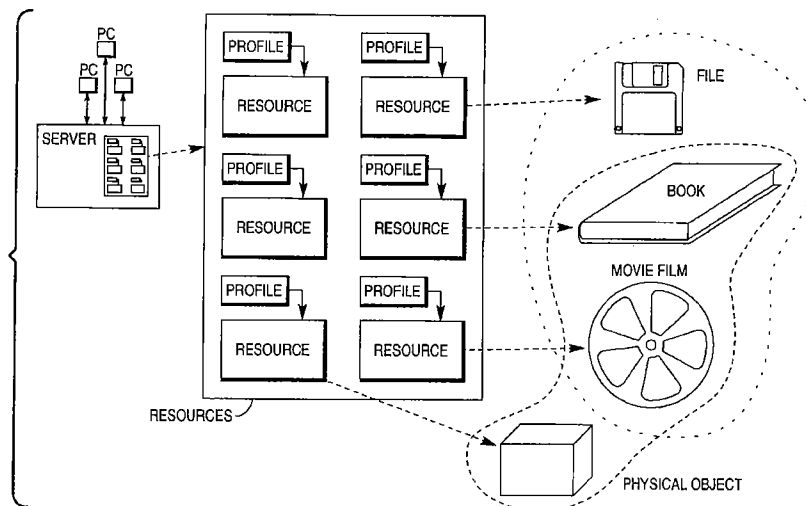 PC
PC
PC
SERVER
PROFILE
RESOURCE
PROFILE
RESOURCE
PROFILE
RESOURCE
PROFILE
RESOURCE
PROFILE
RESOURCE
PROFILE
RESOURCE
RESOURCES
FILE
BOOK
MOVIE FILM
PHYSICAL OBJECT